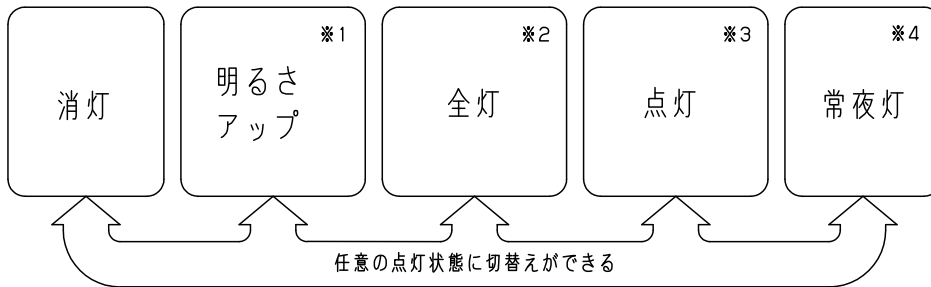 消灯
※1
明るさ
アップ
※2
全灯
※3
点灯
※4
常夜灯
任意の点灯状態に切替えができる